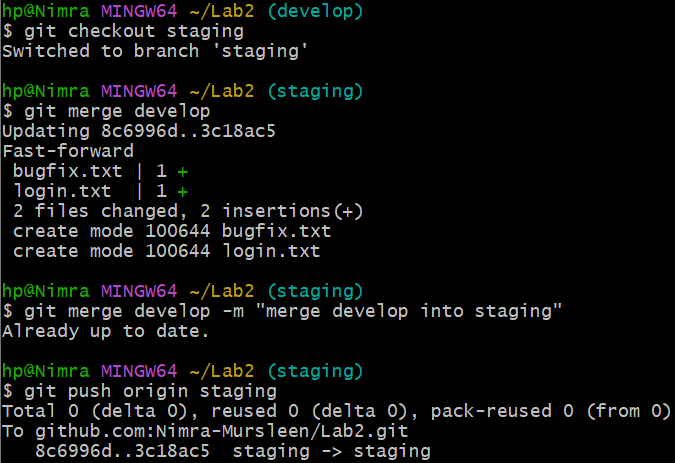 hp@Nimra MINGW64 ~/Lab2 (develop)
$ git checkout staging
Switched to branch 'staging'
hp@Nimra MINGW64 ~/Lab2 (staging)
$ git merge develop
Updating 8c6996d..3c18ac5
Fast-forward
 bugfix.txt | 1 +
 login.txt  | 1 +
 2 files changed, 2 insertions(+)
 create mode 100644 bugfix.txt
 create mode 100644 login.txt
hp@Nimra MINGW64 ~/Lab2 (staging)
$ git merge develop -m "merge develop into staging"
Already up to date.
hp@Nimra MINGW64 ~/Lab2 (staging)
$ git push origin staging
Total 0 (delta 0), reused 0 (delta 0), pack-reused 0 (from 0)
To github.com:Nimra-Mursleen/Lab2.git
   8c6996d..3c18ac5  staging -> staging